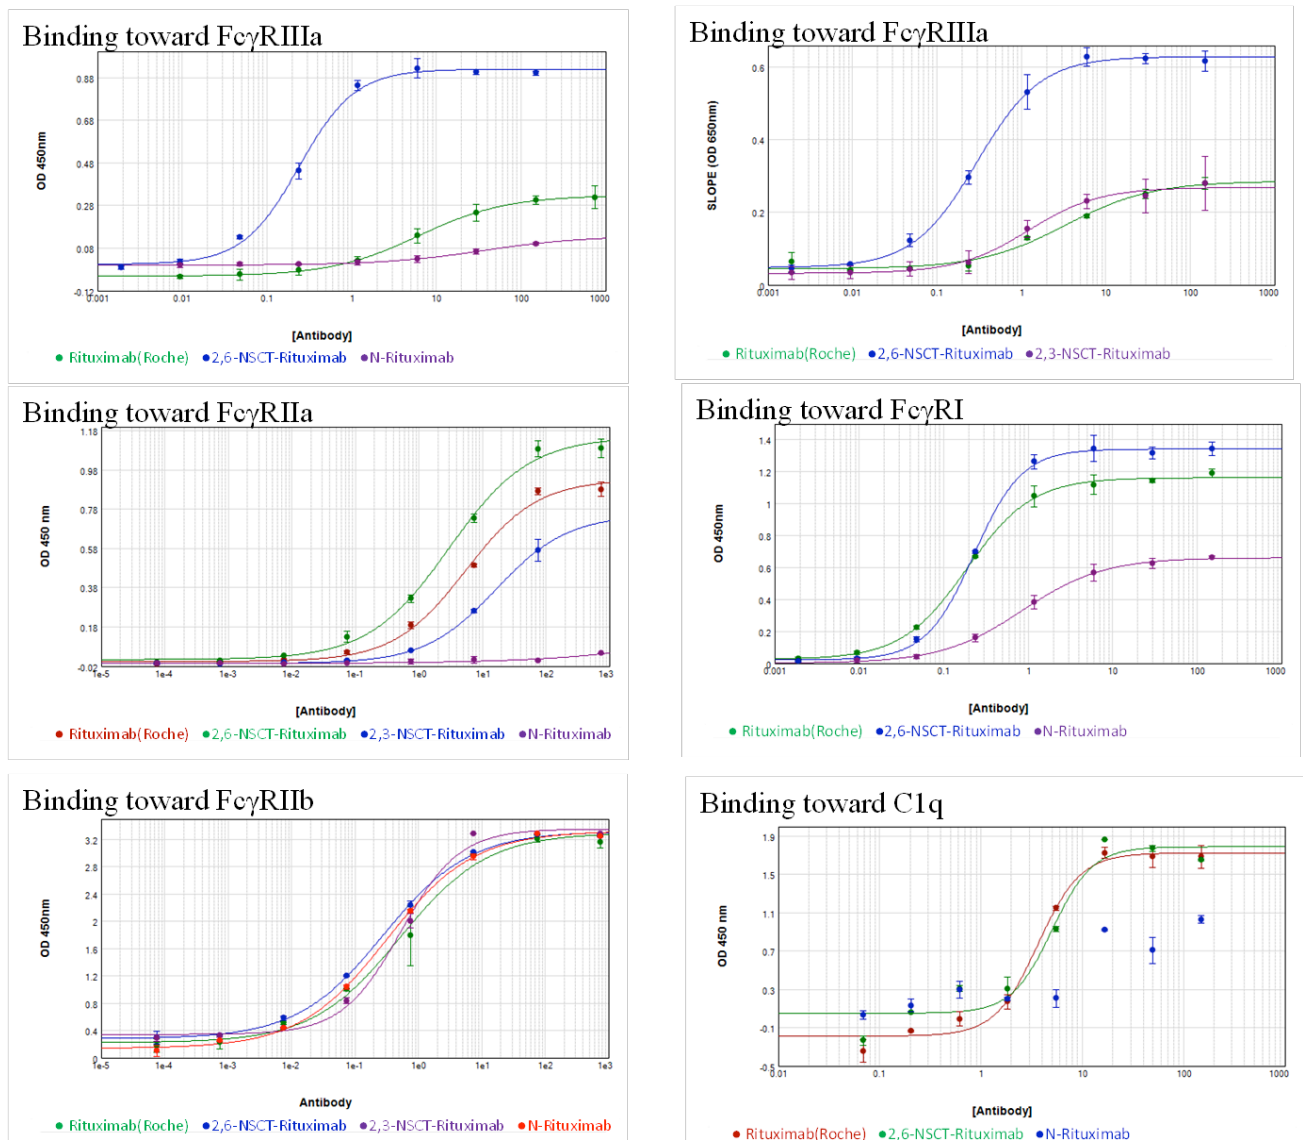 Binding toward FcγRIIIa
OD 450nm
0.88
0.68
0.48
0.28
0.08
-0.12
0.001 0.01 0.1 1 10 100 1000
[Antibody]
Rituximab(Roche) 2,6-NSCT-Rituximab N-Rituximab
Binding toward FcγRIIIa
SLOPE (OD 650nm)
0.6
0.4
0.2
0
0.001 0.01 0.1 1 10 100 1000
[Antibody]
Rituximab(Roche) 2,6-NSCT-Rituximab 2,3-NSCT-Rituximab
Binding toward FcγRIIa
OD 450 nm
1.18
0.98
0.78
0.58
0.38
0.18
-0.02
1e-5 1e-4 1e-3 1e-2 1e-1 1e0 1e1 1e2 1e3
[Antibody]
Rituximab(Roche) 2,6-NSCT-Rituximab 2,3-NSCT-Rituximab N-Rituximab
Binding toward FcγRI
OD 450nm
1.4
1.2
1
0.8
0.6
0.4
0.2
0
0.001 0.01 0.1 1 10 100 1000
[Antibody]
Rituximab(Roche) 2,6-NSCT-Rituximab N-Rituximab
Binding toward FcγRIIb
OD 450nm
3.2
2.8
2.4
2
1.6
1.2
0.8
0.4
0
1e-5 1e-4 1e-3 1e-2 1e-1 1e0 1e1 1e2 1e3
Antibody
Rituximab(Roche) 2,6-NSCT-Rituximab 2,3-NSCT-Rituximab N-Rituximab
Binding toward C1q
OD 450 nm
1.9
1.5
1.1
0.7
0.3
-0.1
-0.5
0.01 0.1 1 10 100 1000
[Antibody]
Rituximab(Roche) 2,6-NSCT-Rituximab N-Rituximab